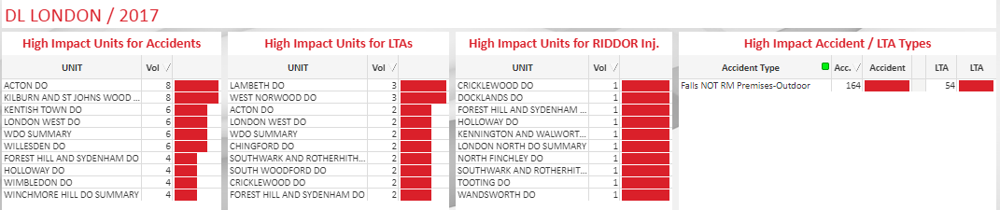 DL LONDON / 2017
High Impact Units for Accidents
UNIT Vol /
ACTON DO 8
KILBURN AND ST JOHNS WOOD ... 8
KENTISH TOWN DO 6
LONDON WEST DO 6
WDO SUMMARY 6
WILLESDEN DO 6
FOREST HILL AND SYDENHAM DO 4
HOLLOWAY DO 4
WIMBLEDON DO 4
WINCHMORE HILL DO SUMMARY 4
High Impact Units for LTAs
UNIT Vol /
LAMBETH DO 3
WEST NORWOOD DO 3
ACTON DO 2
LONDON WEST DO 2
WDO SUMMARY 2
CHINGFORD DO 2
SOUTHWARK AND ROTHERHITH... 2
SOUTH WOODFORD DO 2
CRICKLEWOOD DO 2
FOREST HILL AND SYDENHAM DO 2
High Impact Units for RIDDOR Inj.
UNIT Vol /
CRICKLEWOOD DO 1
DOCKLANDS DO 1
FOREST HILL AND SYDENHAM ... 1
HOLLOWAY DO 1
KENNINGTON AND WALWORT... 1
LONDON NORTH DO SUMMARY 1
NORTH FINCHLEY DO 1
SOUTHWARK AND ROTHERHIT... 1
TOOTING DO 1
WANDSWORTH DO 1
High Impact Accident / LTA Types
Accident Type Acc. / Accident LTA LTA
Falls NOT RM Premises-Outdoor 164 54